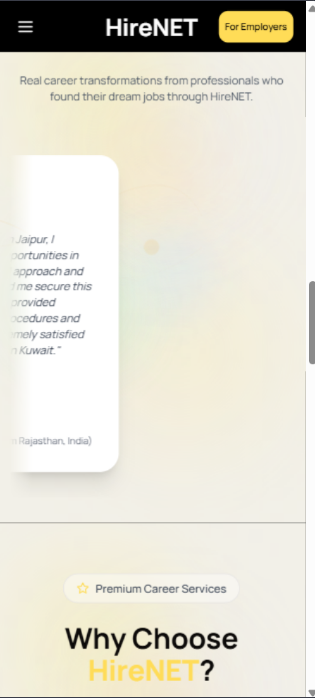 HireNET
For Employers
Real career transformations from professionals who
found their dream jobs through HireNET.
Jaipur, I
portunities in
approach and
me secure this
provided
ocedures and
mely satisfied
Kuwait."
Rajasthan, India)
Premium Career Services
Why Choose
HireNET?